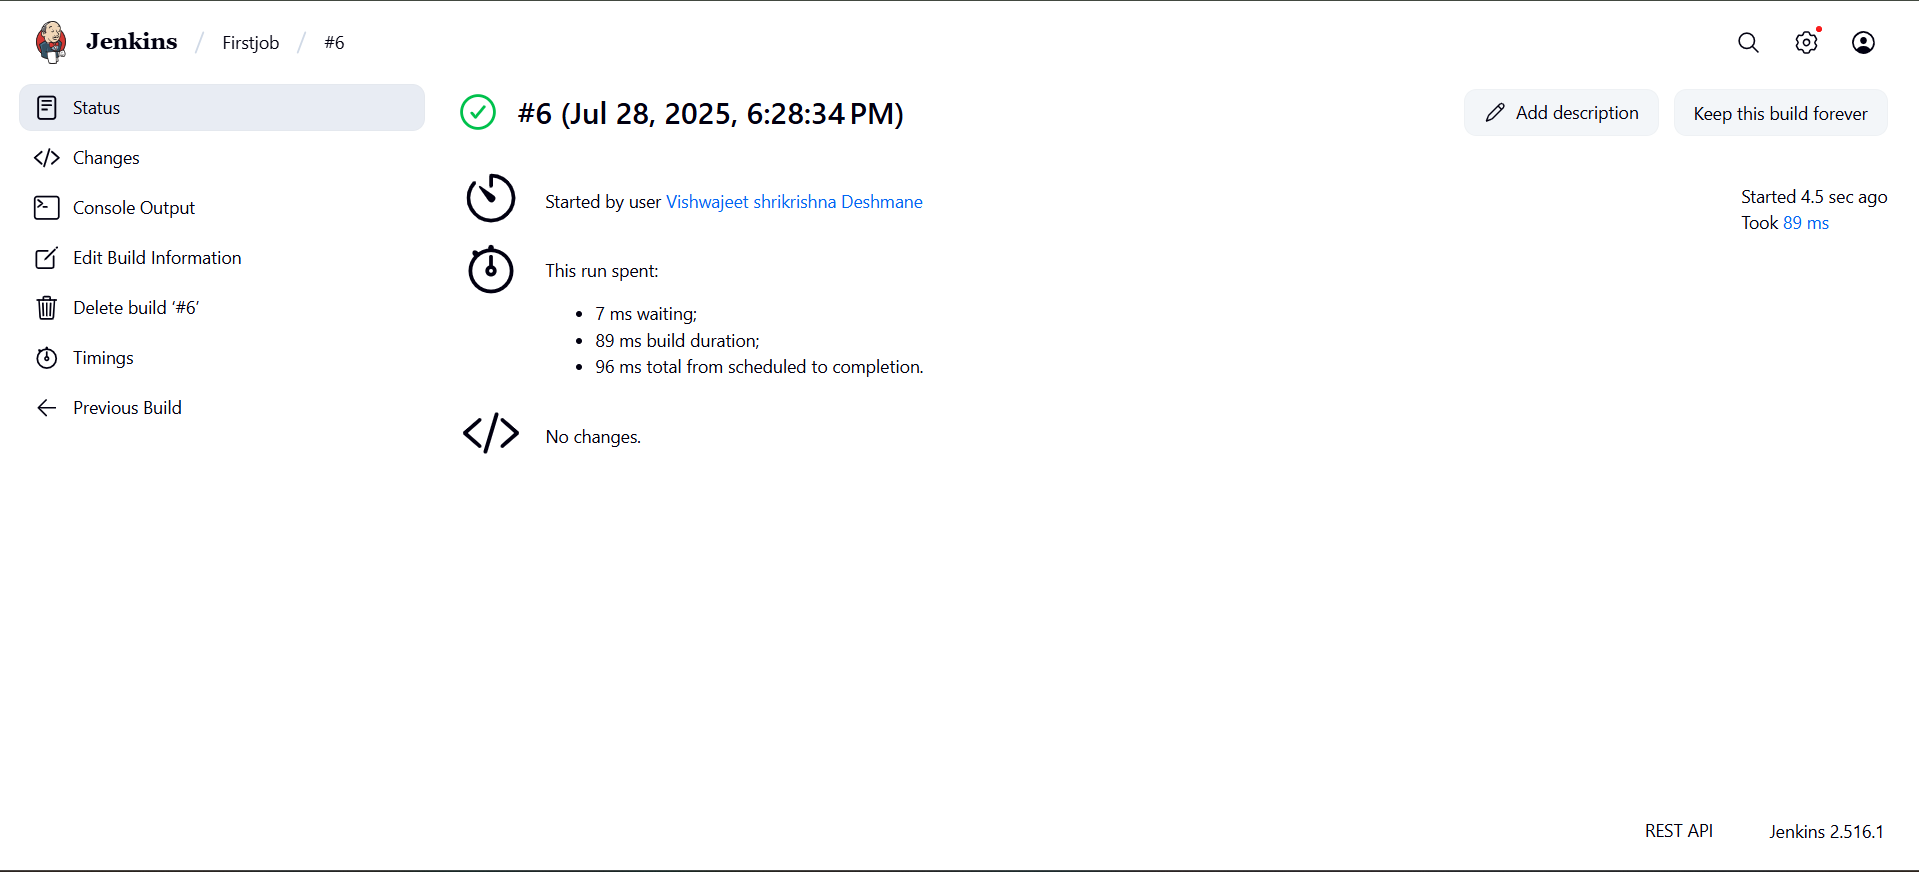 Jenkins / Firstjob / #6
Status
Changes
Console Output
Edit Build Information
Delete build ‘#6’
Timings
Previous Build
#6 (Jul 28, 2025, 6:28:34 PM)
Add description
Keep this build forever
Started by user Vishwajeet shrikrishna Deshmane
Started 4.5 sec ago
Took 89 ms
This run spent:
• 7 ms waiting;
• 89 ms build duration;
• 96 ms total from scheduled to completion.
No changes.
REST API
Jenkins 2.516.1